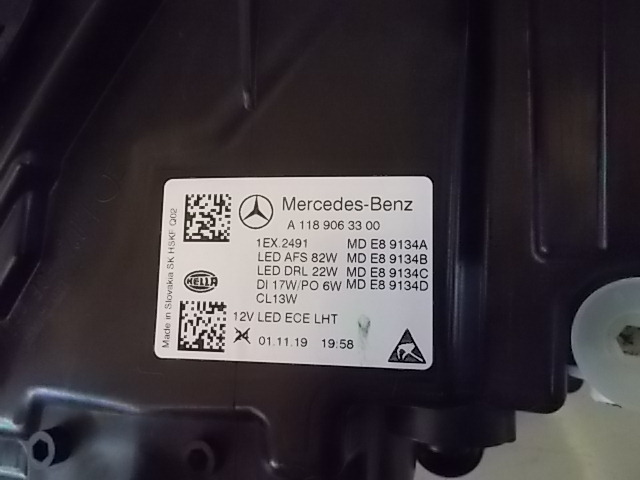 Mercedes-Benz
A 118 906 33 00
1EX.2491 MD E8 9134A
LED AFS 82W MD E8 9134B
LED DRL 22W MD E8 9134C
DI 17W/PO 6W MD E8 9134D
CL13W
12V LED ECE LHT
01.11.19 19:58
HELLA
Made in Slovakia SK HSKF Q02